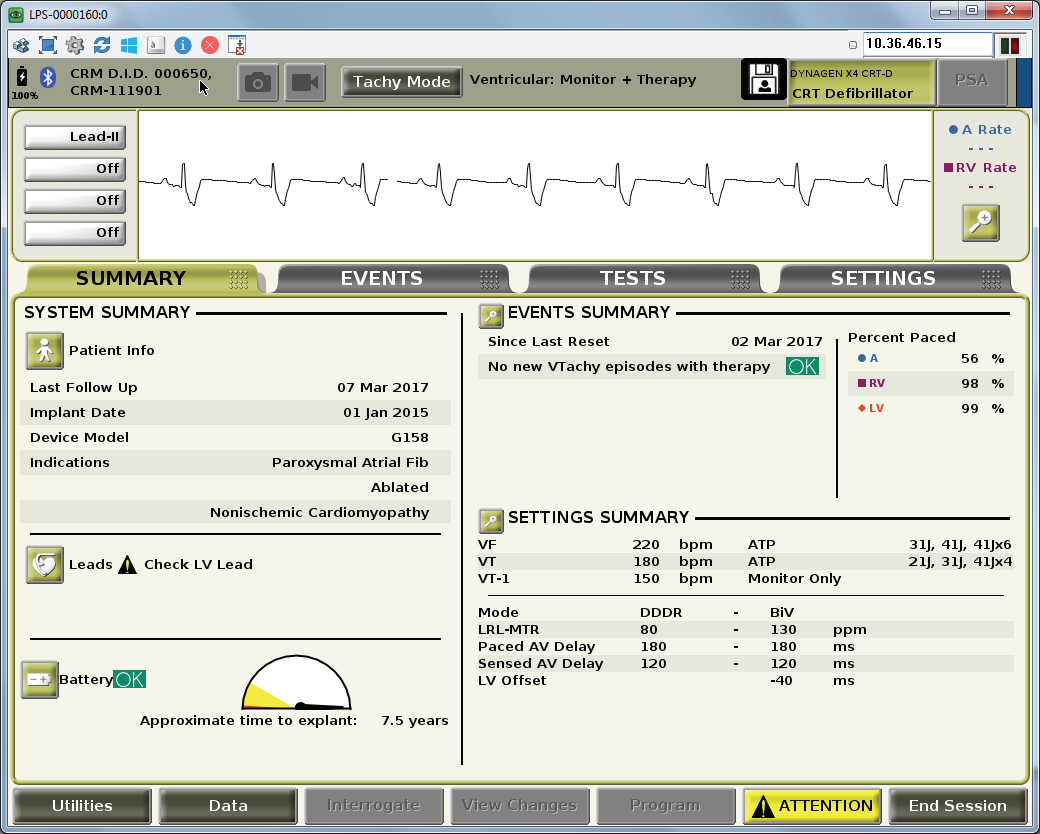 LPS-0000160:0
a
10.36.46.15
100%
CRM D.I.D. 000650,
CRM-111901
Tachy Mode
Ventricular: Monitor + Therapy
DYNAGEN X4 CRT-D
CRT Defibrillator
PSA
Lead-II
Off
Off
Off
A Rate
- - -
RV Rate
- - -
SUMMARY
EVENTS
TESTS
SETTINGS
SYSTEM SUMMARY
Patient Info
Last Follow Up 07 Mar 2017
Implant Date 01 Jan 2015
Device Model G158
Indications Paroxysmal Atrial Fib
Ablated
Nonischemic Cardiomyopathy
Leads Check LV Lead
Battery OK
Approximate time to explant: 7.5 years
EVENTS SUMMARY
Since Last Reset 02 Mar 2017
No new VTachy episodes with therapy OK
Percent Paced
A 56 %
RV 98 %
LV 99 %
SETTINGS SUMMARY
VF 220 bpm ATP 31J, 41J, 41Jx6
VT 180 bpm ATP 21J, 31J, 41Jx4
VT-1 150 bpm Monitor Only
Mode DDDR - BiV
LRL-MTR 80 - 130 ppm
Paced AV Delay 180 - 180 ms
Sensed AV Delay 120 - 120 ms
LV Offset -40 ms
Utilities
Data
Interrogate
View Changes
Program
ATTENTION
End Session